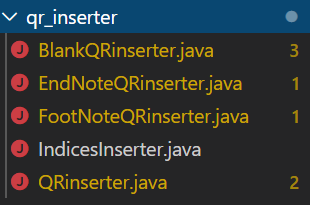 qr_inserter
J BlankQRinserter.java 3
J EndNoteQRinserter.java 1
J FootNoteQRinserter.java 1
J IndicesInserter.java
J QRinserter.java 2